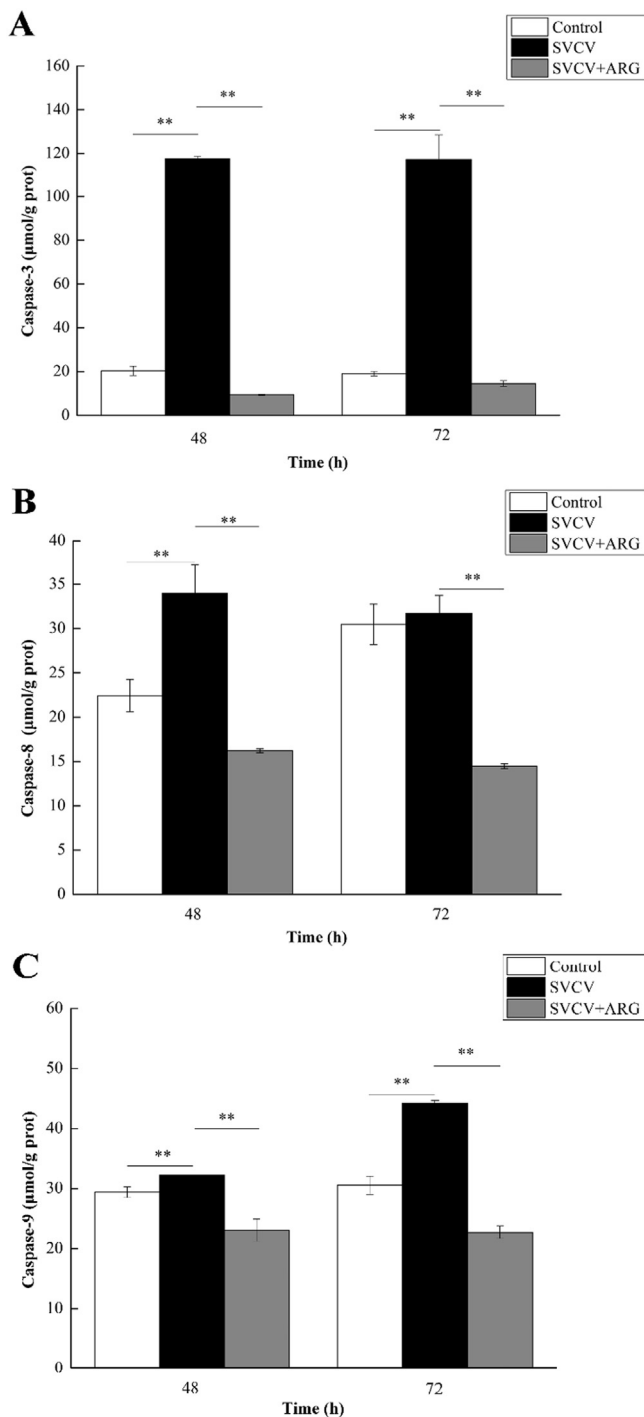 A
Control
SVCV
SVCV+ARG
160
140
120
100
80
60
40
20
0
Caspase-3 (μmol/g prot)
** ** ** **
48 72
Time (h)
B
Control
SVCV
SVCV+ARG
40
35
30
25
20
15
10
5
0
Caspase-8 (μmol/g prot)
** ** **
48 72
Time (h)
C
Control
SVCV
SVCV+ARG
60
50
40
30
20
10
0
Caspase-9 (μmol/g prot)
** ** ** **
48 72
Time (h)